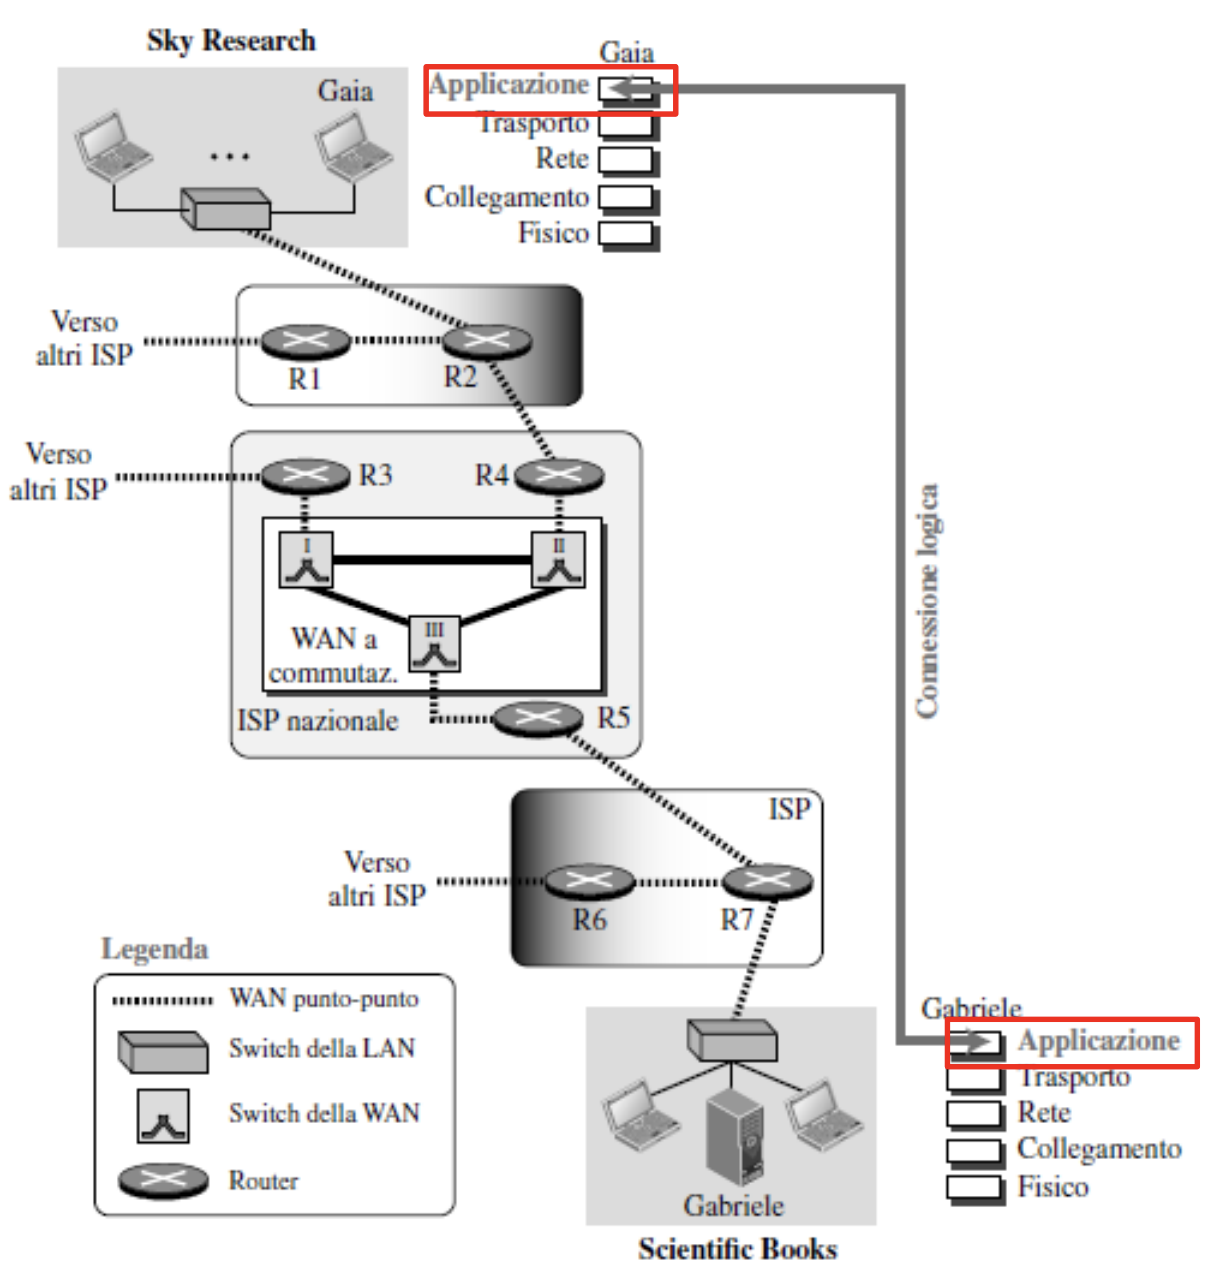 Sky Research
Gaia
Gaia
Applicazione
Trasporto
Rete
Collegamento
Fisico
Verso
altri ISP
R1
R2
Verso
altri ISP
R3
R4
I
II
III
WAN a
commutaz.
ISP nazionale
R5
Connessione logica
ISP
Verso
altri ISP
R6
R7
Legenda
WAN punto-punto
Switch della LAN
Switch della WAN
Router
Gabriele
Scientific Books
Gabriele
Applicazione
Trasporto
Rete
Collegamento
Fisico